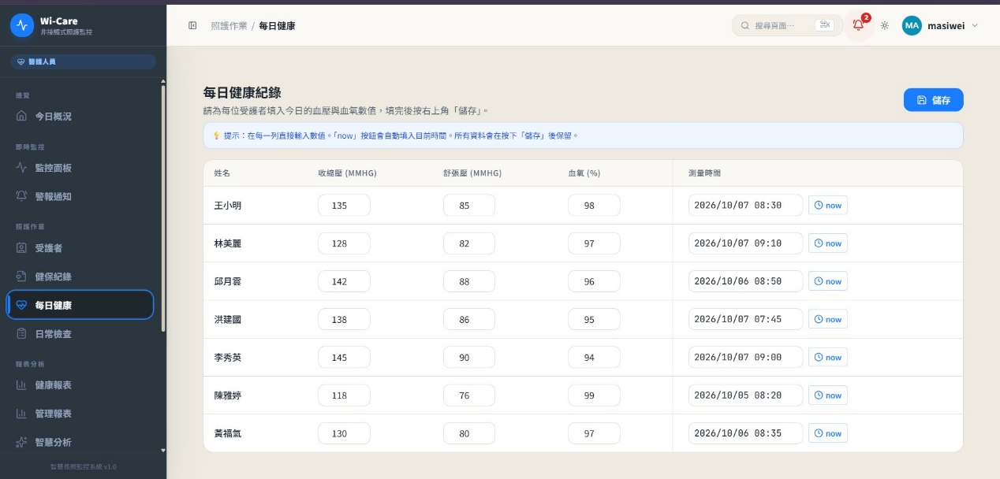 Wi-Care
非接觸式照護監控
醫護人員
總覽
今日概況
即時監控
監控面板
警報通知
照護作業
受護者
健保紀錄
每日健康
日常檢查
報表分析
健康報表
管理報表
智慧分析
智慧長照監控系統 v1.0
照護作業 / 每日健康
搜尋頁面…
⌘K
2
MA
masiwei
每日健康紀錄
請為每位受護者填入今日的血壓與血氧數值，填完後按右上角「儲存」。
儲存
💡 提示：在每一列直接輸入數值。「now」按鈕會自動填入目前時間。所有資料會在按下「儲存」後保留。
姓名 收縮壓 (MMHG) 舒張壓 (MMHG) 血氧 (%) 測量時間
王小明 135 85 98 2026/10/07 08:30 now
林美麗 128 82 97 2026/10/07 09:10 now
邱月雲 142 88 96 2026/10/06 08:50 now
洪建國 138 86 95 2026/10/07 07:45 now
李秀英 145 90 94 2026/10/07 09:00 now
陳雅婷 118 76 99 2026/10/05 08:20 now
黃福氣 130 80 97 2026/10/06 08:35 now